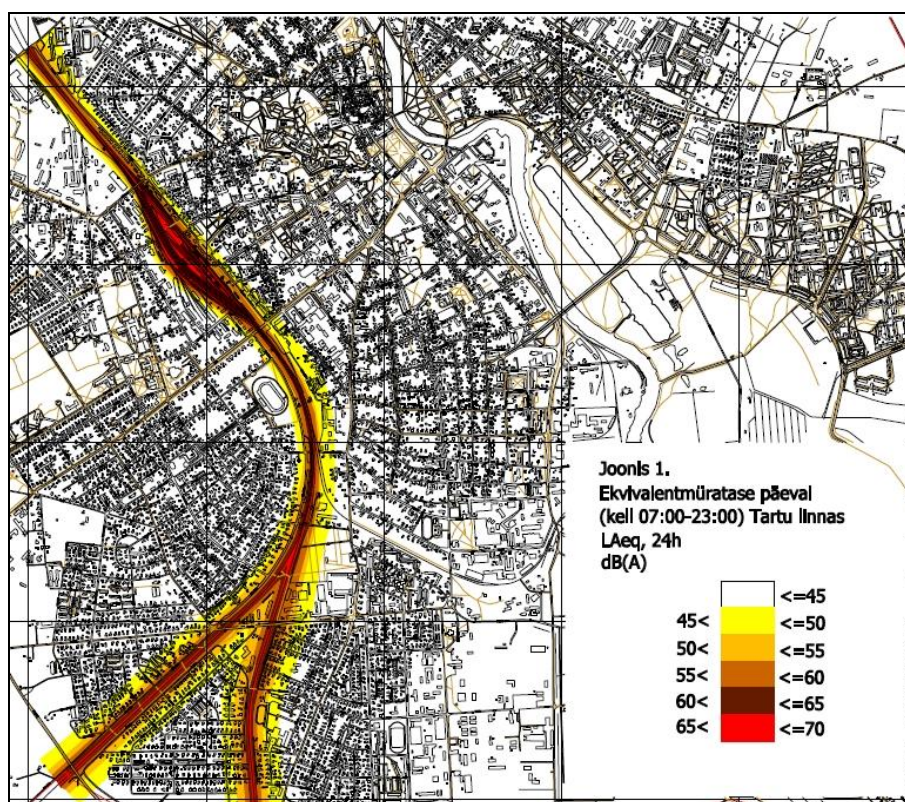 Joonis 1.
Ekvivalentmüratase päeval
(kell 07:00-23:00) Tartu linnas
LAeq, 24h
dB(A)
<=45
45< <=50
50< <=55
55< <=60
60< <=65
65< <=70